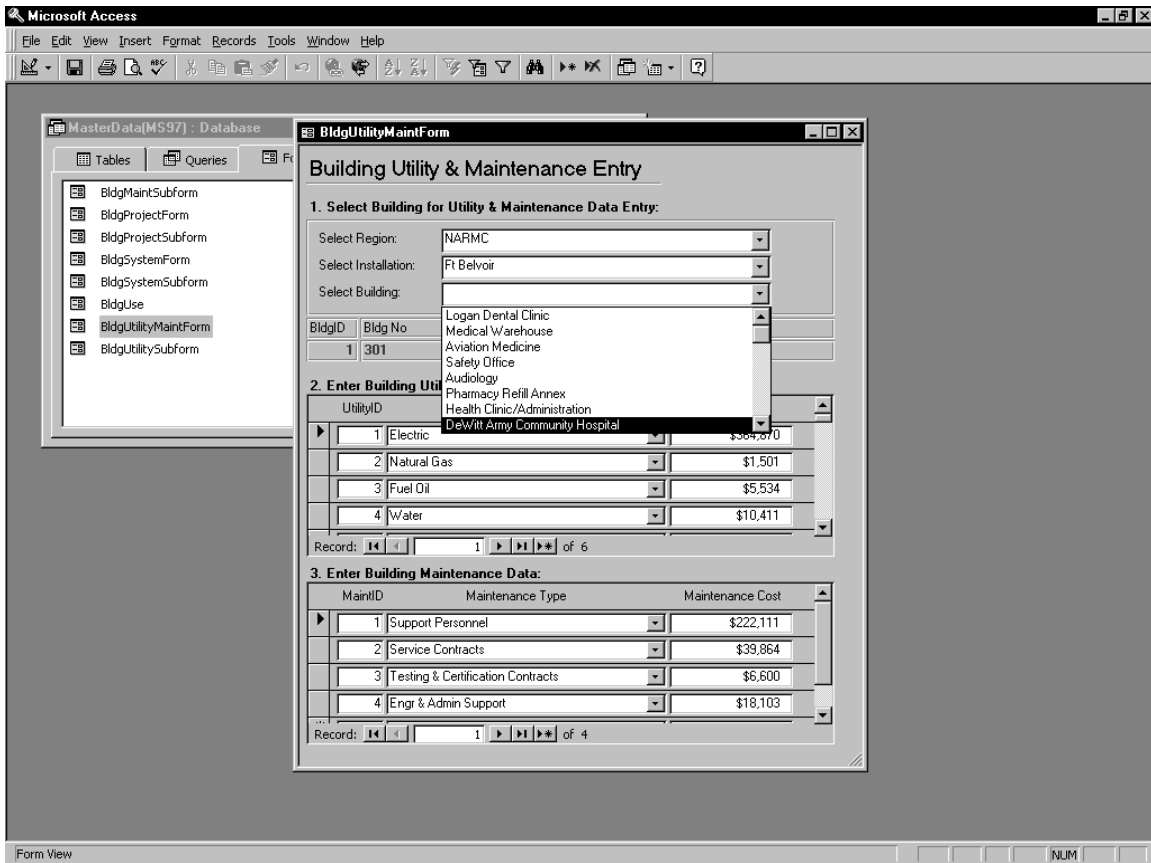 Microsoft Access
File Edit View Insert Format Records Tools Window Help
MasterData(MS97) : Database
Tables Queries
BldgMaintSubform
BldgProjectForm
BldgProjectSubform
BldgSystemForm
BldgSystemSubform
BldgUse
BldgUtilityMaintForm
BldgUtilitySubform
BldgUtilityMaintForm
Building Utility & Maintenance Entry
1. Select Building for Utility & Maintenance Data Entry:
Select Region: NARMC
Select Installation: Ft Belvoir
Select Building:
Logan Dental Clinic
Medical Warehouse
Aviation Medicine
Safety Office
Audiology
Pharmacy Refill Annex
Health Clinic/Administration
DeWitt Army Community Hospital
BldgID Bldg No
1 301
2. Enter Building Util
UtilityID
1 Electric $364,870
2 Natural Gas $1,501
3 Fuel Oil $5,534
4 Water $10,411
Record: 1 of 6
3. Enter Building Maintenance Data:
MaintID Maintenance Type Maintenance Cost
1 Support Personnel $222,111
2 Service Contracts $39,864
3 Testing & Certification Contracts $6,600
4 Engr & Admin Support $18,103
Record: 1 of 4
Form View NUM